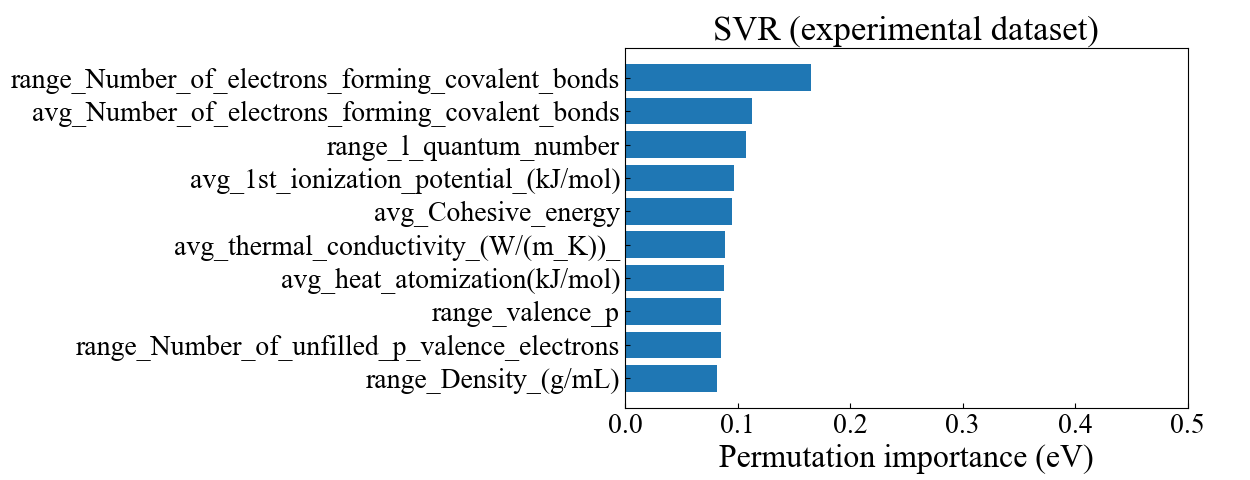 SVR (experimental dataset)
range_Number_of_electrons_forming_covalent_bonds
avg_Number_of_electrons_forming_covalent_bonds
range_l_quantum_number
avg_1st_ionization_potential_(kJ/mol)
avg_Cohesive_energy
avg_thermal_conductivity_(W/(m_K))_
avg_heat_atomization(kJ/mol)
range_valence_p
range_Number_of_unfilled_p_valence_electrons
range_Density_(g/mL)
0.0 0.1 0.2 0.3 0.4 0.5
Permutation importance (eV)